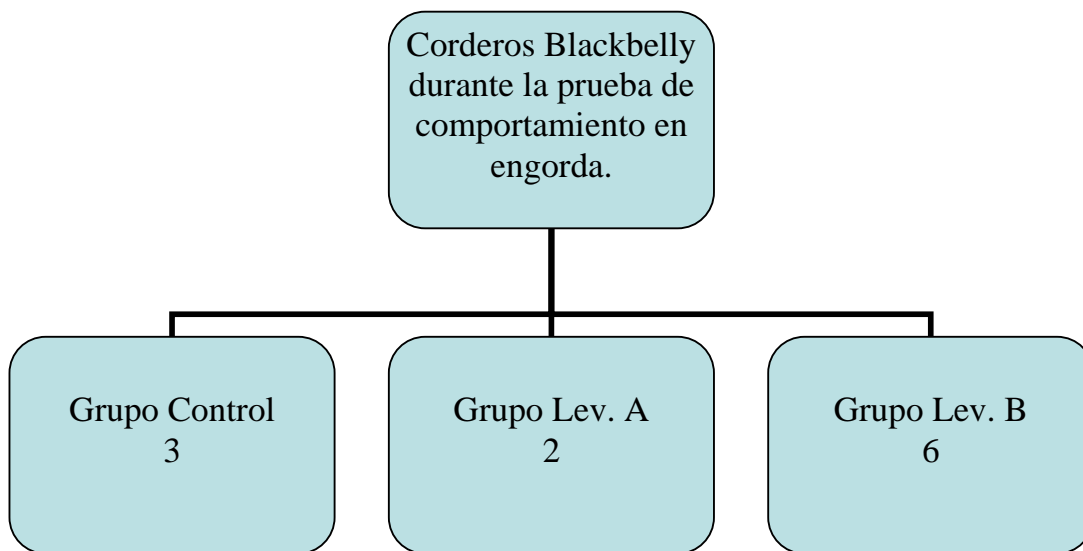 Corderos Blackbelly
durante la prueba de
comportamiento en
engorda.
Grupo Control
3
Grupo Lev. A
2
Grupo Lev. B
6